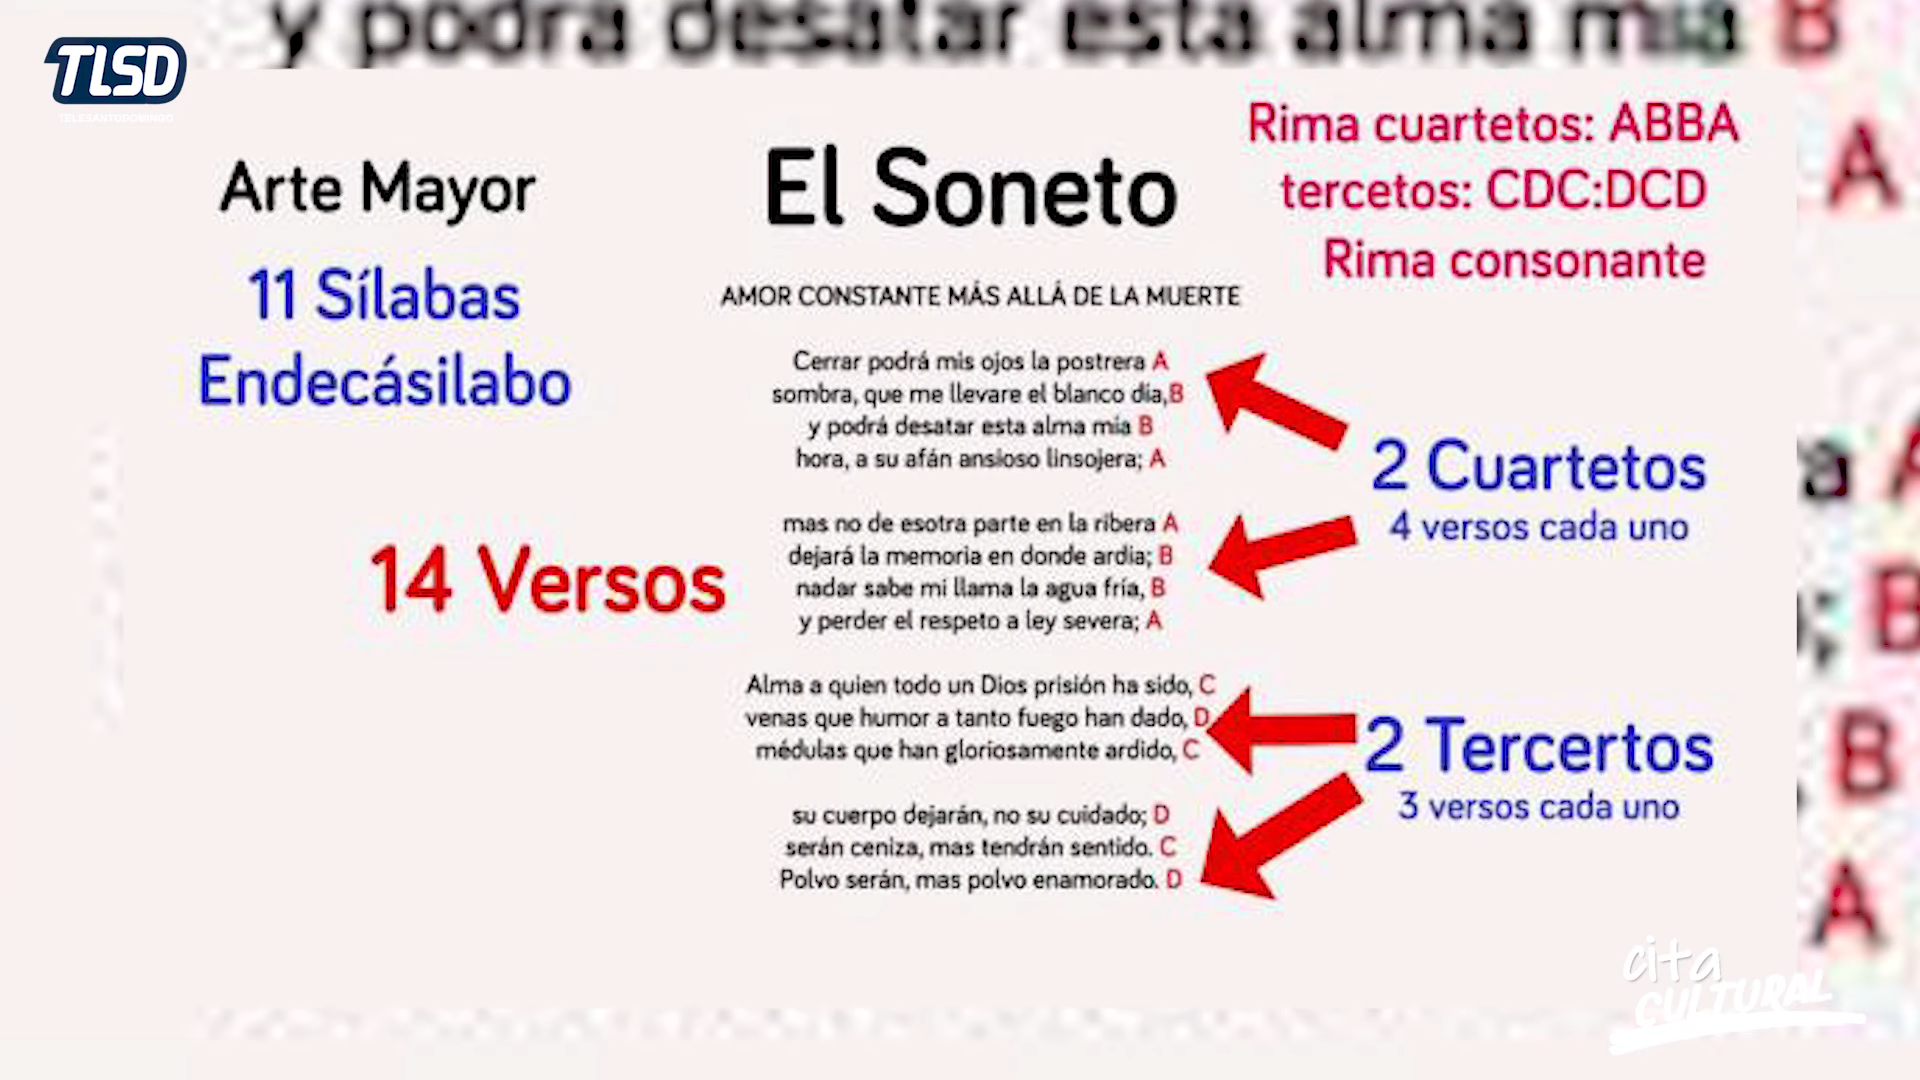 y podrá desatar esta alma mia B
TLSD
TELESANTODOMINGO
Arte Mayor
11 Sílabas
Endecásilabo
14 Versos
El Soneto
AMOR CONSTANTE MÁS ALLÁ DE LA MUERTE
Cerrar podrá mis ojos la postrera A
sombra, que me llevare el blanco día,B
y podrá desatar esta alma mia B
hora, a su afán ansioso linsojera; A
mas no de esotra parte en la ribera A
dejará la memoria en donde ardia; B
nadar sabe mi llama la agua fría, B
y perder el respeto a ley severa; A
Alma a quien todo un Dios prisión ha sido, C
venas que humor a tanto fuego han dado, D
médulas que han gloriosamente ardido, C
su cuerpo dejarán, no su cuidado; D
serán ceniza, mas tendrán sentido. C
Polvo serán, mas polvo enamorado. D
Rima cuartetos: ABBA
tercetos: CDC:DCD
Rima consonante
2 Cuartetos
4 versos cada uno
2 Tercertos
3 versos cada uno
A
a A
; B
B
A
cita
CULTURAL